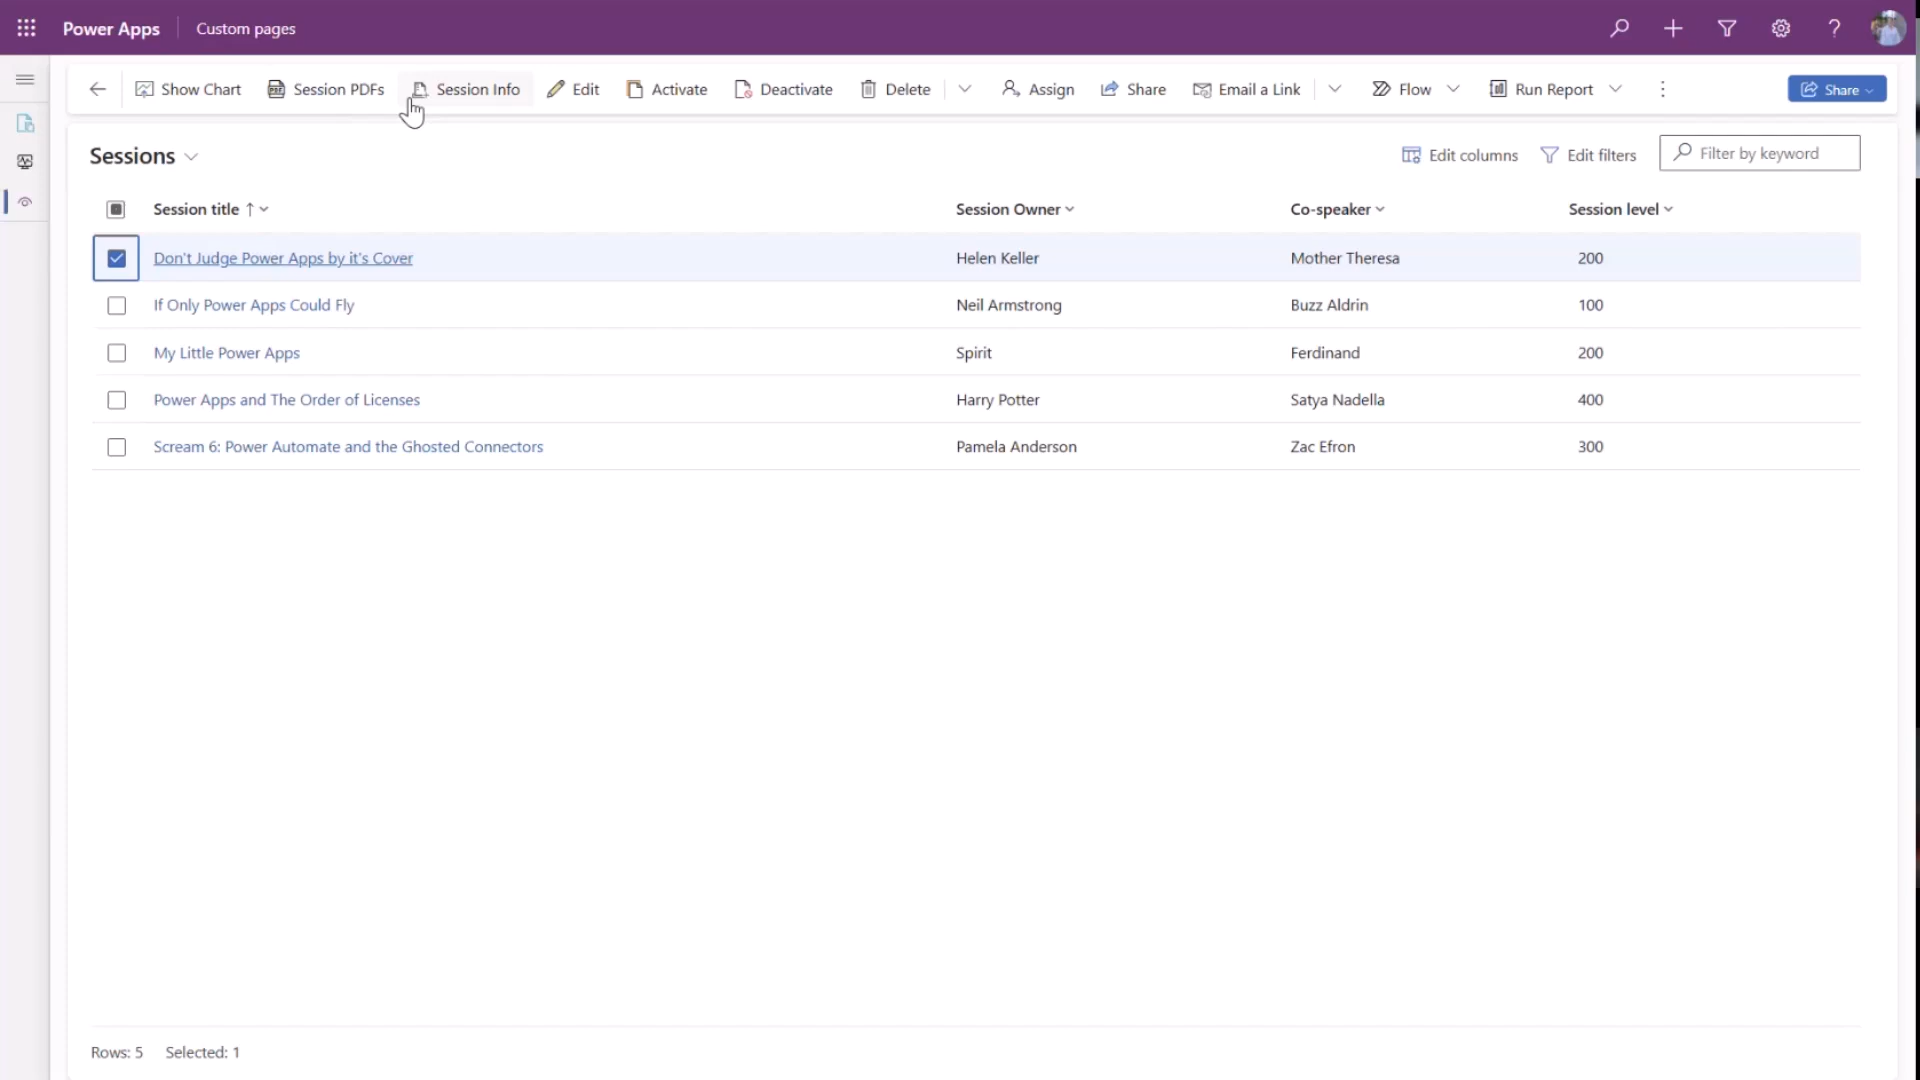 Power Apps Custom pages
Show Chart Session PDFs Session Info Edit Activate Deactivate Delete Assign Share Email a Link Flow Run Report Share
Sessions Edit columns Edit filters Filter by keyword
Session title Session Owner Co-speaker Session level
Don't Judge Power Apps by it's Cover Helen Keller Mother Theresa 200
If Only Power Apps Could Fly Neil Armstrong Buzz Aldrin 100
My Little Power Apps Spirit Ferdinand 200
Power Apps and The Order of Licenses Harry Potter Satya Nadella 400
Scream 6: Power Automate and the Ghosted Connectors Pamela Anderson Zac Efron 300
Rows: 5 Selected: 1